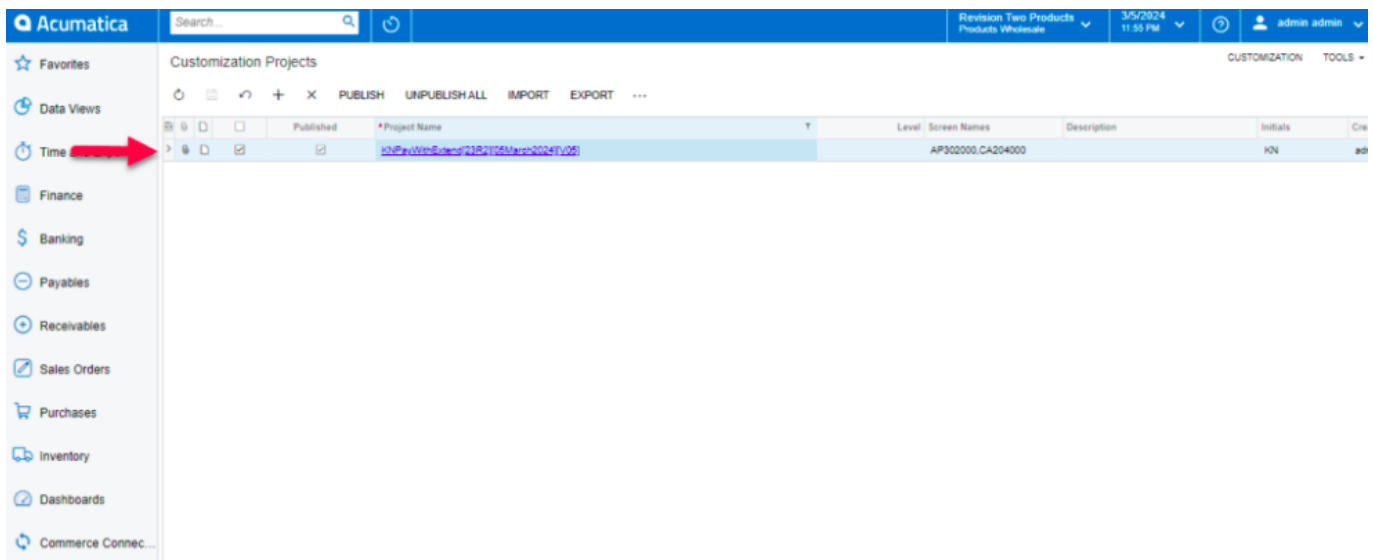 Acumatica
Search...
Revision Two Products
Products Wholesale
3/5/2024
11:55 PM
admin admin
Favorites
Customization Projects
CUSTOMIZATION TOOLS
PUBLISH UNPUBLISH ALL IMPORT EXPORT ...
Data Views
Published *Project Name Level Screen Names Description Initials Cre
Time
KNPayWithExtend[23R2][05March2024][V05] AP302000,CA204000 KN adr
Finance
Banking
Payables
Receivables
Sales Orders
Purchases
Inventory
Dashboards
Commerce Connec...